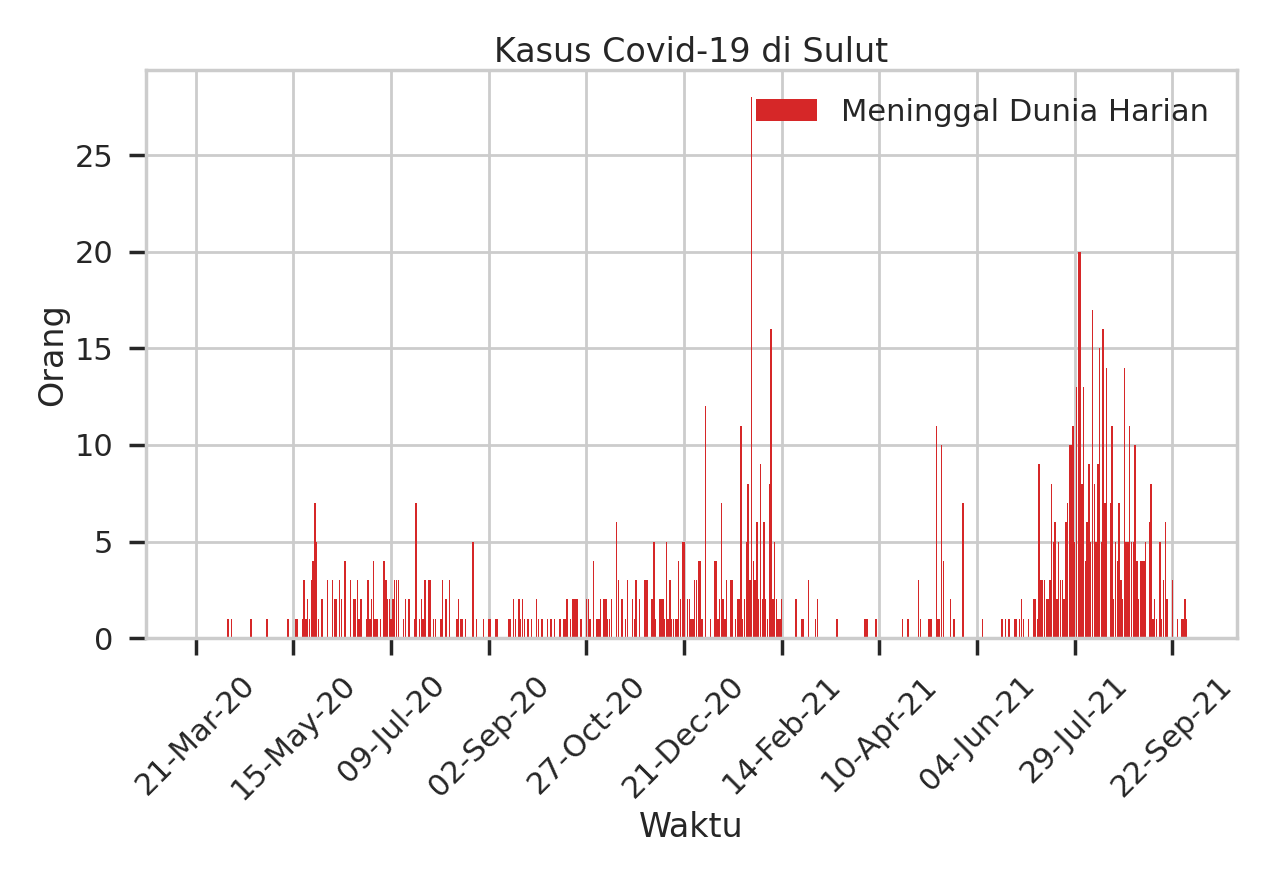 Kasus Covid-19 di Sulut
Meninggal Dunia Harian
25
20
15
10
5
0
Orang
21-Mar-20
15-May-20
09-Jul-20
02-Sep-20
27-Oct-20
21-Dec-20
14-Feb-21
10-Apr-21
04-Jun-21
29-Jul-21
22-Sep-21
Waktu